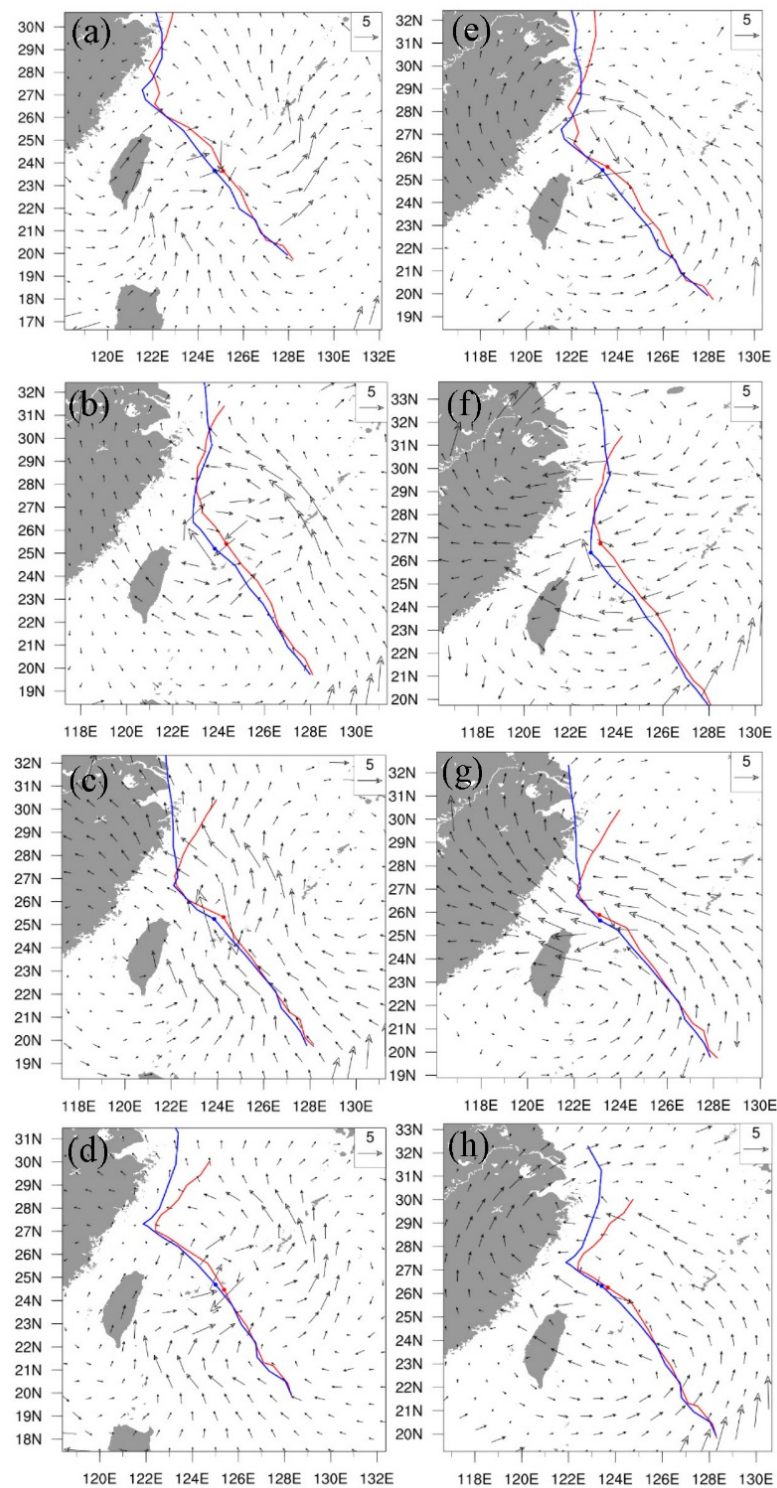 (a)
5
30N
29N
28N
27N
26N
25N
24N
23N
22N
21N
20N
19N
18N
17N
120E 122E 124E 126E 128E 130E 132E
(e)
5
32N
31N
30N
29N
28N
27N
26N
25N
24N
23N
22N
21N
20N
19N
118E 120E 122E 124E 126E 128E 130E
(b)
5
32N
31N
30N
29N
28N
27N
26N
25N
24N
23N
22N
21N
20N
19N
118E 120E 122E 124E 126E 128E 130E
(f)
5
33N
32N
31N
30N
29N
28N
27N
26N
25N
24N
23N
22N
21N
20N
118E 120E 122E 124E 126E 128E 130E
(c)
5
32N
31N
30N
29N
28N
27N
26N
25N
24N
23N
22N
21N
20N
19N
118E 120E 122E 124E 126E 128E 130E
(g)
5
32N
31N
30N
29N
28N
27N
26N
25N
24N
23N
22N
21N
20N
19N
118E 120E 122E 124E 126E 128E 130E
(d)
5
31N
30N
29N
28N
27N
26N
25N
24N
23N
22N
21N
20N
19N
18N
120E 122E 124E 126E 128E 130E 132E
(h)
5
33N
32N
31N
30N
29N
28N
27N
26N
25N
24N
23N
22N
21N
20N
118E 120E 122E 124E 126E 128E 130E